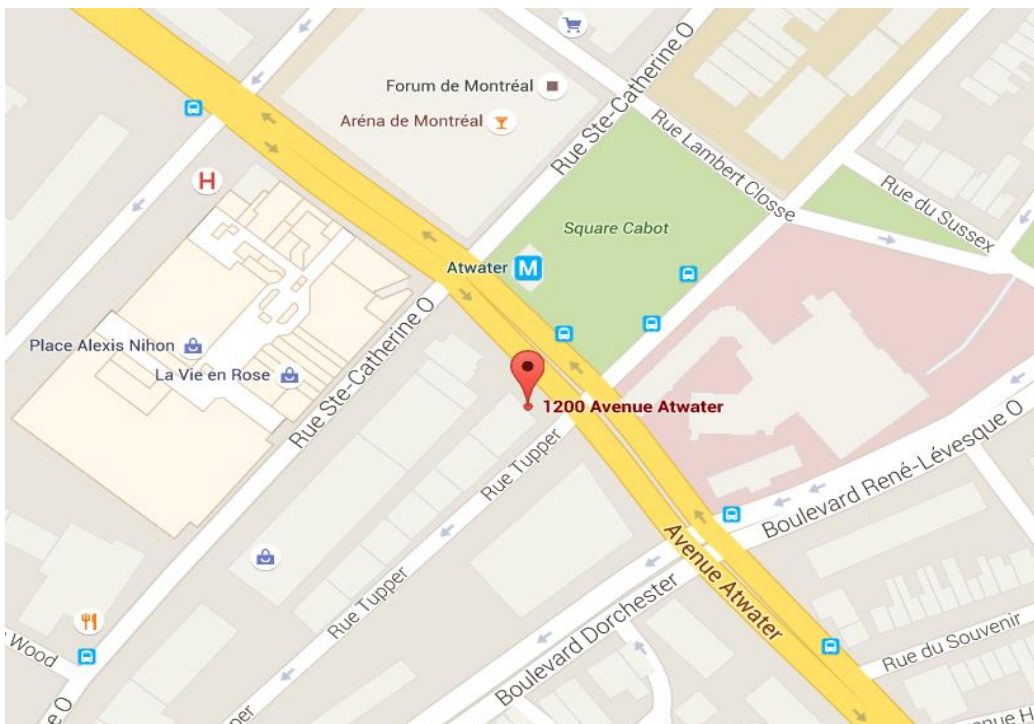 Forum de Montréal
Aréna de Montréal
Rue Ste-Catherine O
Rue Lambert Closse
Rue du Sussex
Square Cabot
H
Atwater M
Place Alexis Nihon
La Vie en Rose
Rue Ste-Catherine O
1200 Avenue Atwater
Rue Tupper
Boulevard René-Lévesque O
Avenue Atwater
Rue Tupper
Boulevard Dorchester
Rue du Souvenir
Wood
e O
Tupper
enue H